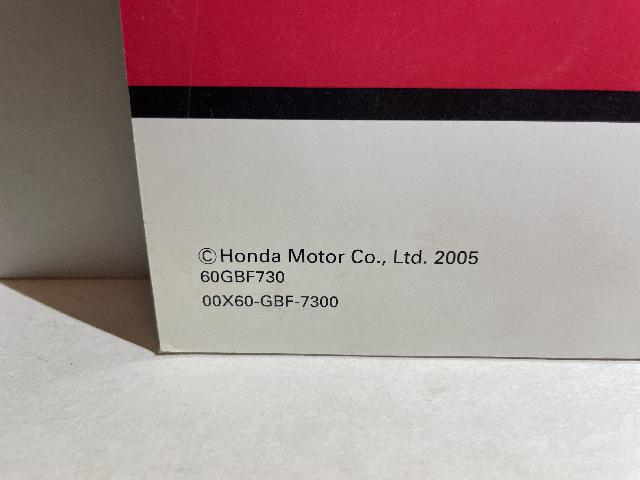 ©Honda Motor Co., Ltd. 2005
60GBF730
00X60-GBF-7300